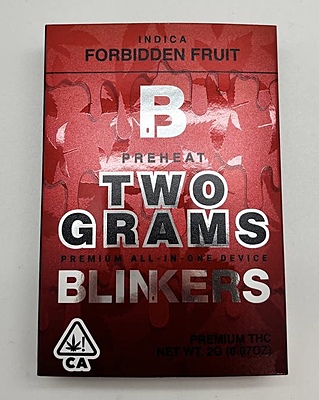 INDICA
FORBIDDEN FRUIT
B
PREHEAT
TWO
GRAMS
PREMIUM ALL-IN-ONE DEVICE
BLINKERS
CA
PREMIUM THC
NET WT. 2G (0.07OZ)